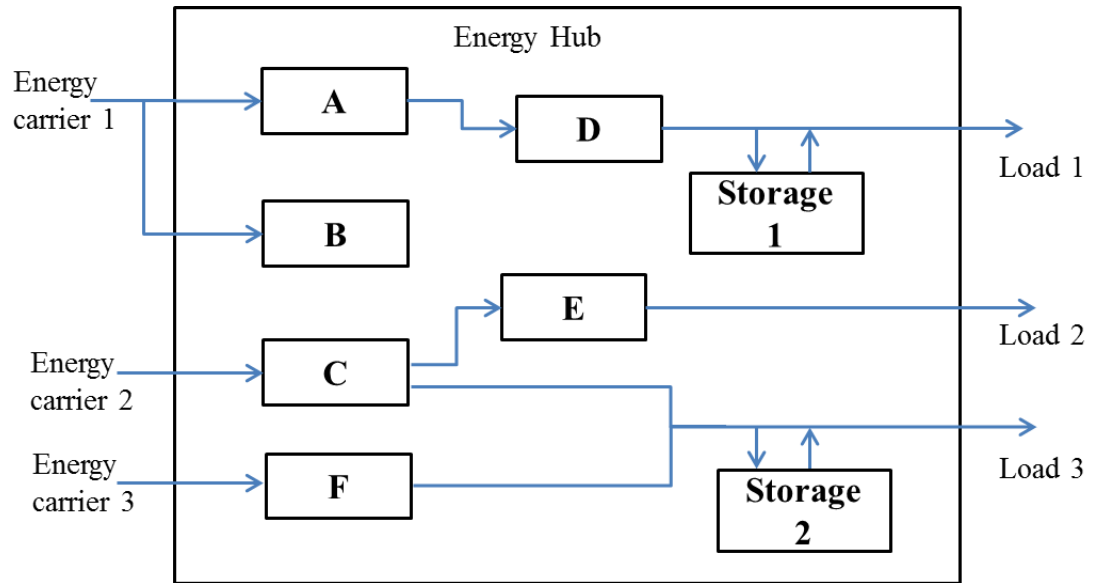 Energy Hub
Energy
carrier 1
A
D
Load 1
Storage
1
B
E
Load 2
Energy
carrier 2
C
Energy
carrier 3
F
Load 3
Storage
2